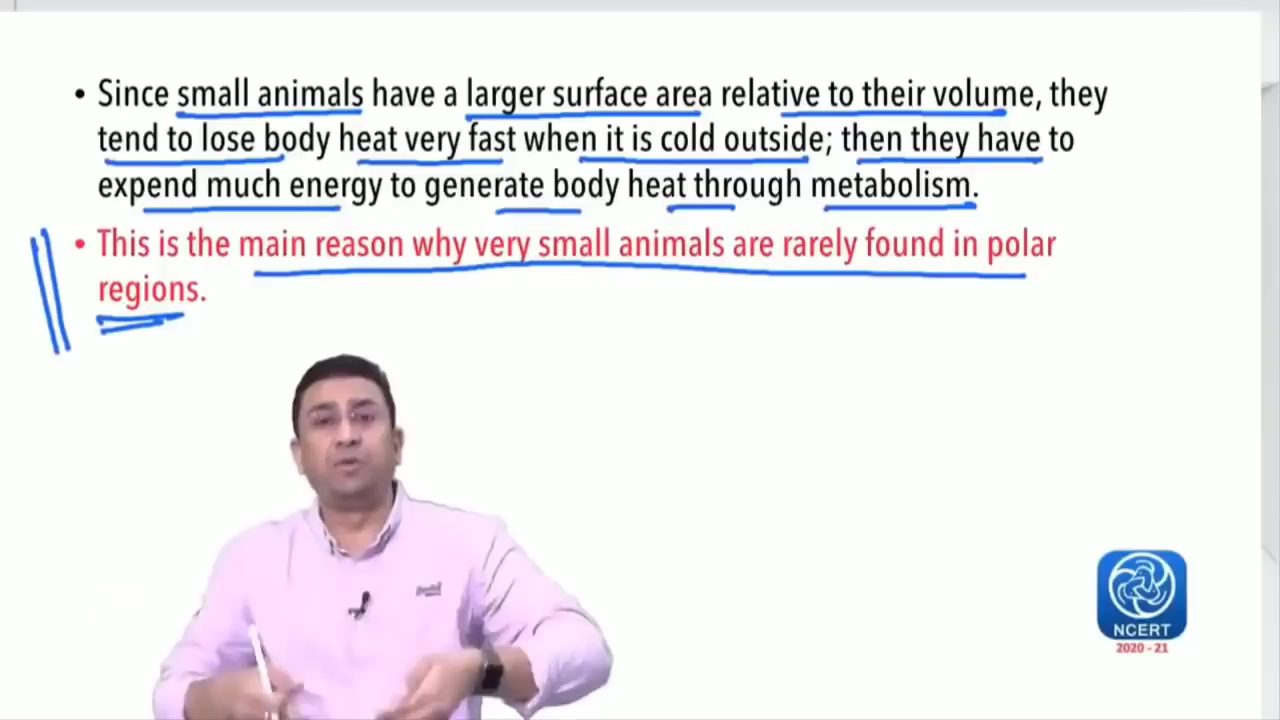 • Since small animals have a larger surface area relative to their volume, they
tend to lose body heat very fast when it is cold outside; then they have to
expend much energy to generate body heat through metabolism.
• This is the main reason why very small animals are rarely found in polar
regions.
NCERT
2020 - 21